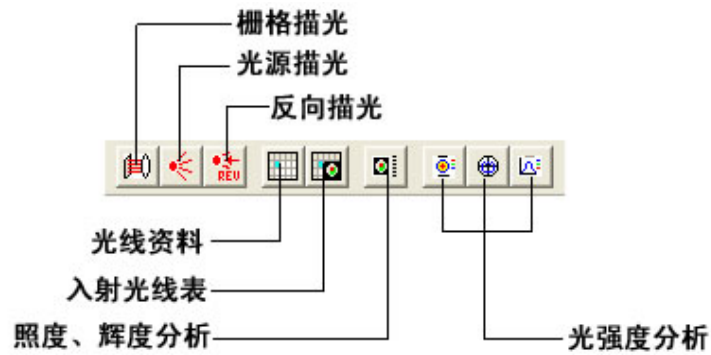 栅格描光
光源描光
反向描光
REV
光线资料
入射光线表
照度、辉度分析
光强度分析